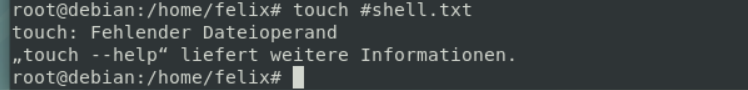 root@debian:/home/felix# touch #shell.txt
touch: Fehlender Dateioperand
„touch --help“ liefert weitere Informationen.
root@debian:/home/felix#